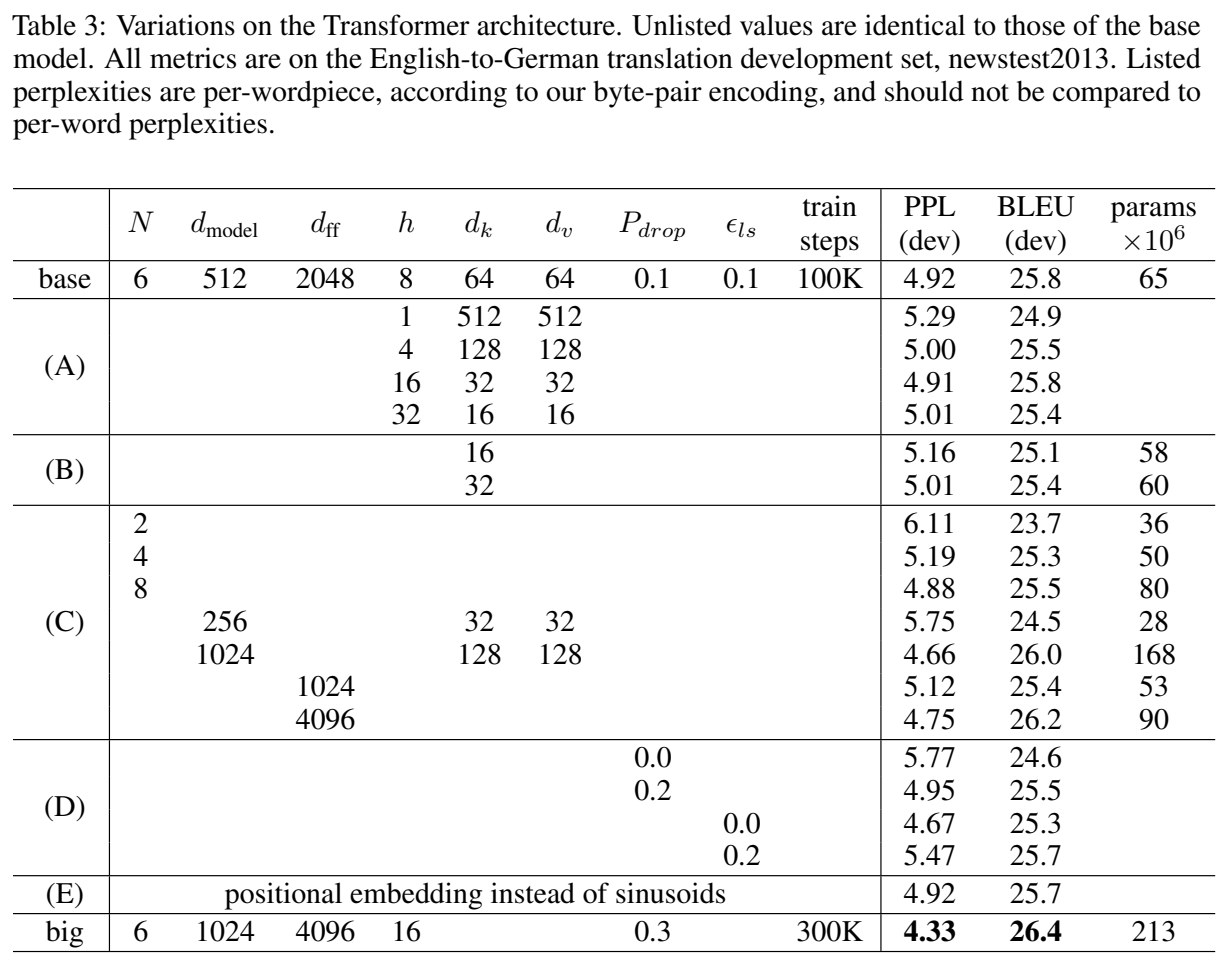 Table 3: Variations on the Transformer architecture. Unlisted values are identical to those of the base
model. All metrics are on the English-to-German translation development set, newstest2013. Listed
perplexities are per-wordpiece, according to our byte-pair encoding, and should not be compared to
per-word perplexities.
N d_model d_ff h d_k d_v P_drop ϵ_ls train steps PPL (dev) BLEU (dev) params ×10^6
base 6 512 2048 8 64 64 0.1 0.1 100K 4.92 25.8 65
(A)
1 512 512 5.29 24.9
4 128 128 5.00 25.5
16 32 32 4.91 25.8
32 16 16 5.01 25.4
(B)
16 5.16 25.1 58
32 5.01 25.4 60
(C)
2 6.11 23.7 36
4 5.19 25.3 50
8 4.88 25.5 80
256 32 32 5.75 24.5 28
1024 128 128 4.66 26.0 168
1024 5.12 25.4 53
4096 4.75 26.2 90
(D)
0.0 5.77 24.6
0.2 4.95 25.5
0.0 4.67 25.3
0.2 5.47 25.7
(E) positional embedding instead of sinusoids 4.92 25.7
big 6 1024 4096 16 0.3 300K 4.33 26.4 213